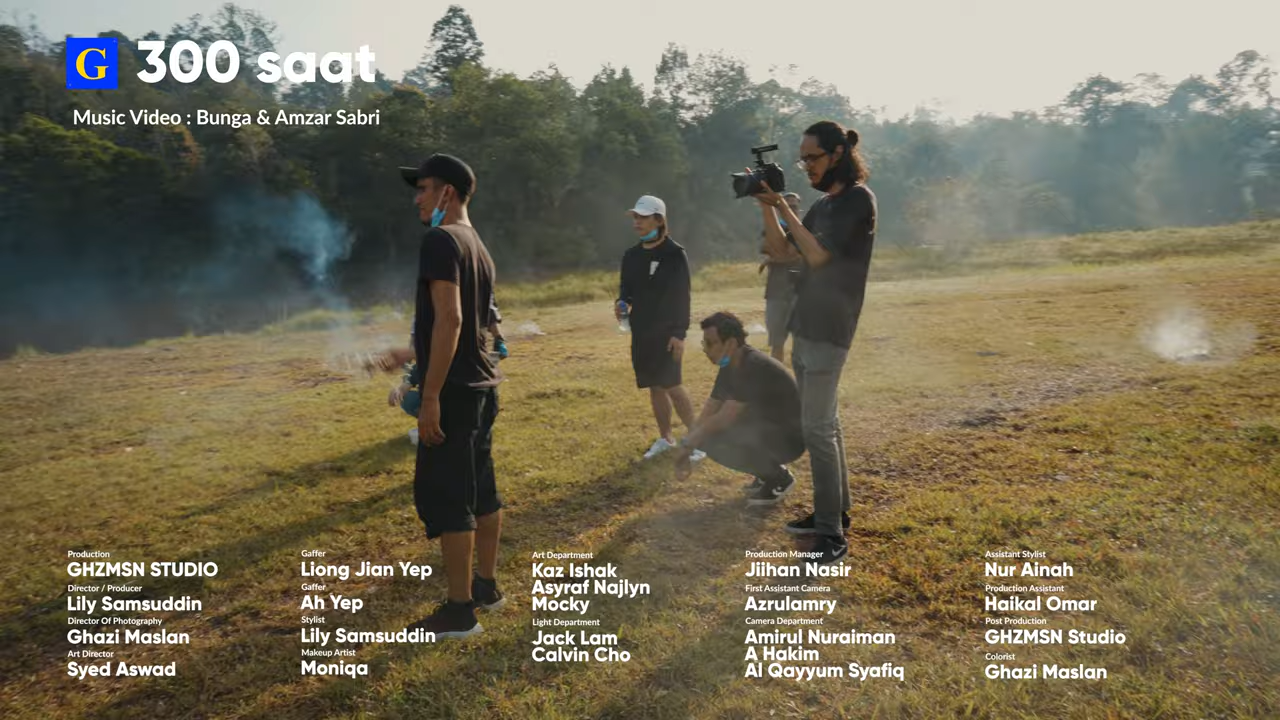 G 300 saat
Music Video : Bunga & Amzar Sabri
Production
GHZMSN STUDIO
Director / Producer
Lily Samsuddin
Director Of Photography
Ghazi Maslan
Art Director
Syed Aswad
Gaffer
Liong Jian Yep
Gaffer
Ah Yep
Stylist
Lily Samsuddin
Makeup Artist
Moniqa
Art Department
Kaz Ishak
Asyraf Najlyn
Mocky
Light Department
Jack Lam
Calvin Cho
Production Manager
Jiihan Nasir
First Assistant Camera
Azrulamry
Camera Department
Amirul Nuraiman
A Hakim
Al Qayyum Syafiq
Assistant Stylist
Nur Ainah
Production Assistant
Haikal Omar
Post Production
GHZMSN Studio
Colorist
Ghazi Maslan